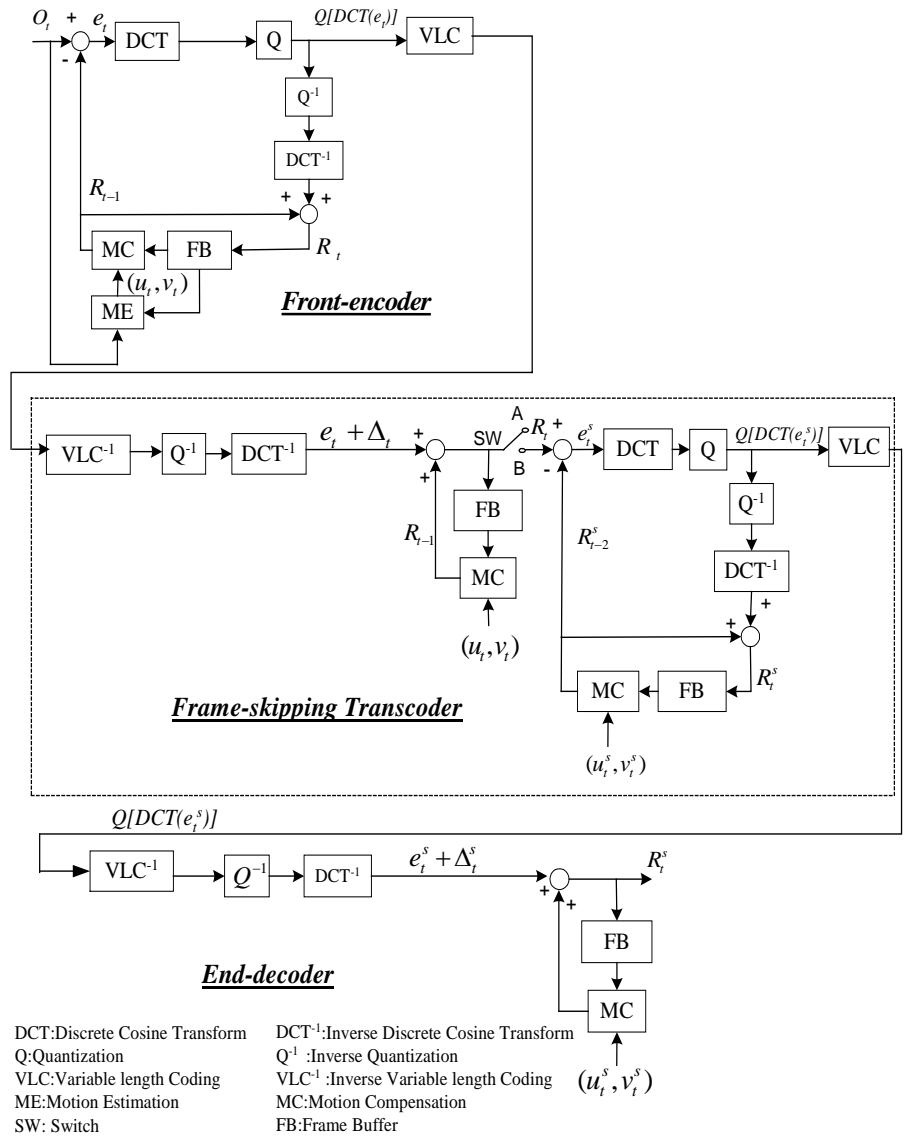 O_t + e_t DCT Q Q[DCT(e_t)] VLC
-
Q⁻¹
DCT⁻¹
+ +
R_{t-1}
MC FB R_t
(u_t,v_t)
ME
Front-encoder
VLC⁻¹ Q⁻¹ DCT⁻¹ e_t + Δ_t + SW A R_t + e_t^s DCT Q Q[DCT(e_t^s)] VLC
+ B -
FB Q⁻¹
R_{t-1} R_{t-2}^s
MC DCT⁻¹
+
+
(u_t,v_t)
MC FB R_t^s
Frame-skipping Transcoder
(u_t^s,v_t^s)
Q[DCT(e_t^s)]
VLC⁻¹ Q⁻¹ DCT⁻¹ e_t^s + Δ_t^s R_t^s
+ +
FB
End-decoder
MC
(u_t^s,v_t^s)
DCT:Discrete Cosine Transform
Q:Quantization
VLC:Variable length Coding
ME:Motion Estimation
SW: Switch
DCT⁻¹:Inverse Discrete Cosine Transform
Q⁻¹ :Inverse Quantization
VLC⁻¹ :Inverse Variable length Coding
MC:Motion Compensation
FB:Frame Buffer